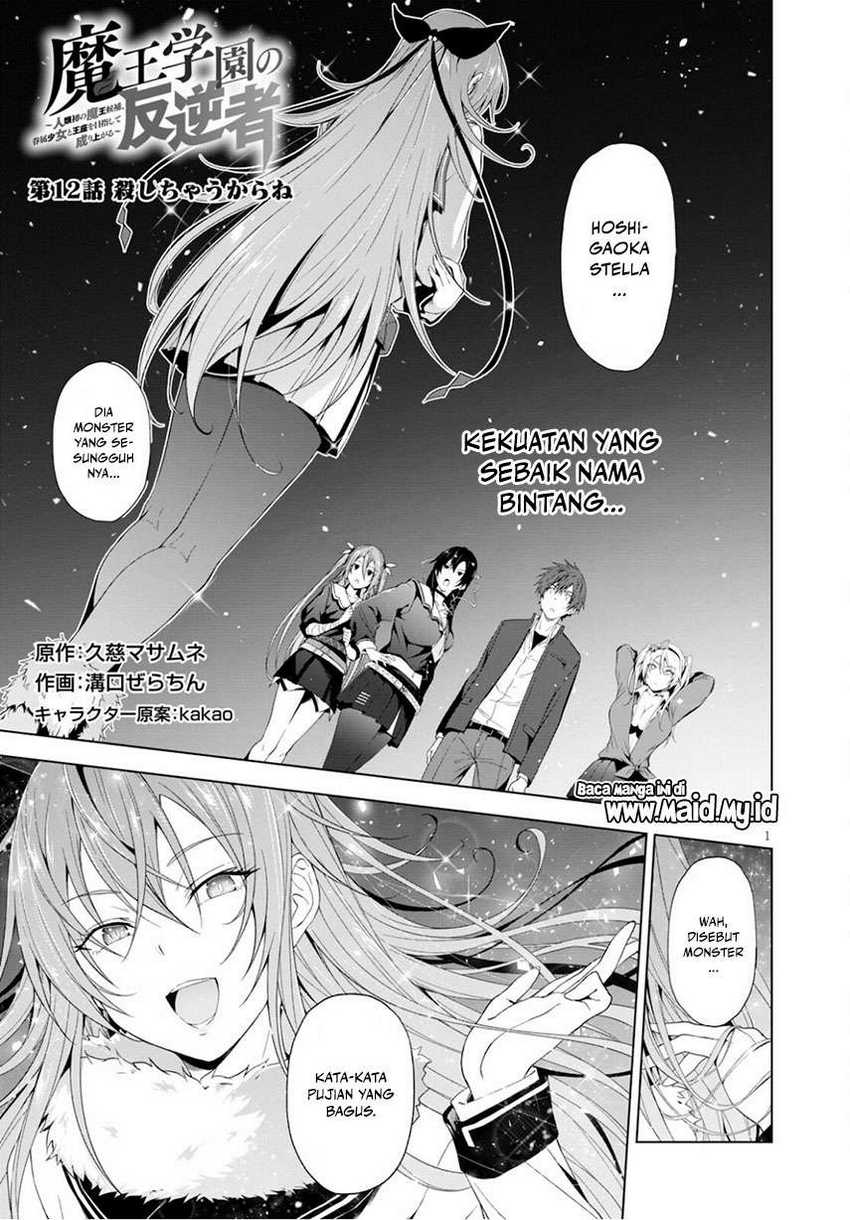 魔王学園の
反逆者
~人類初の魔王候補、
眷属少女と王座を目指して
成り上がる~
第12話 殺しちゃうからね
HOSHI-
GAOKA
STELLA
...
DIA
MONSTER
YANG SE-
SUNGGUH
NYA...
KEKUATAN YANG
SEBAIK NAMA
BINTANG...
原作：久慈マサムネ
作画：溝口ぜらちん
キャラクター原案：kakao
Baca Manga ini di
www.Maid.My.id
1
WAH,
DISEBUT
MONSTER
...
KATA-KATA
PUJIAN YANG
BAGUS.